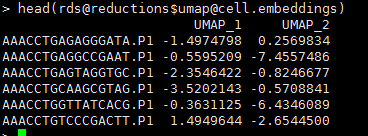 > head(rds@reductions$umap@cell.embeddings)
UMAP_1 UMAP_2
AAACCTGAGAGGGATA.P1 -1.4974798 0.2569834
AAACCTGAGGCCGAAT.P1 -0.5595209 -7.4557486
AAACCTGAGTAGGTGC.P1 -2.3546422 -0.8246677
AAACCTGCAAGCGTAG.P1 -3.5202143 -0.5708841
AAACCTGGTTATCACG.P1 -0.3631125 -6.4346089
AAACCTGTCCCGACTT.P1 1.4949644 -2.6544500
>